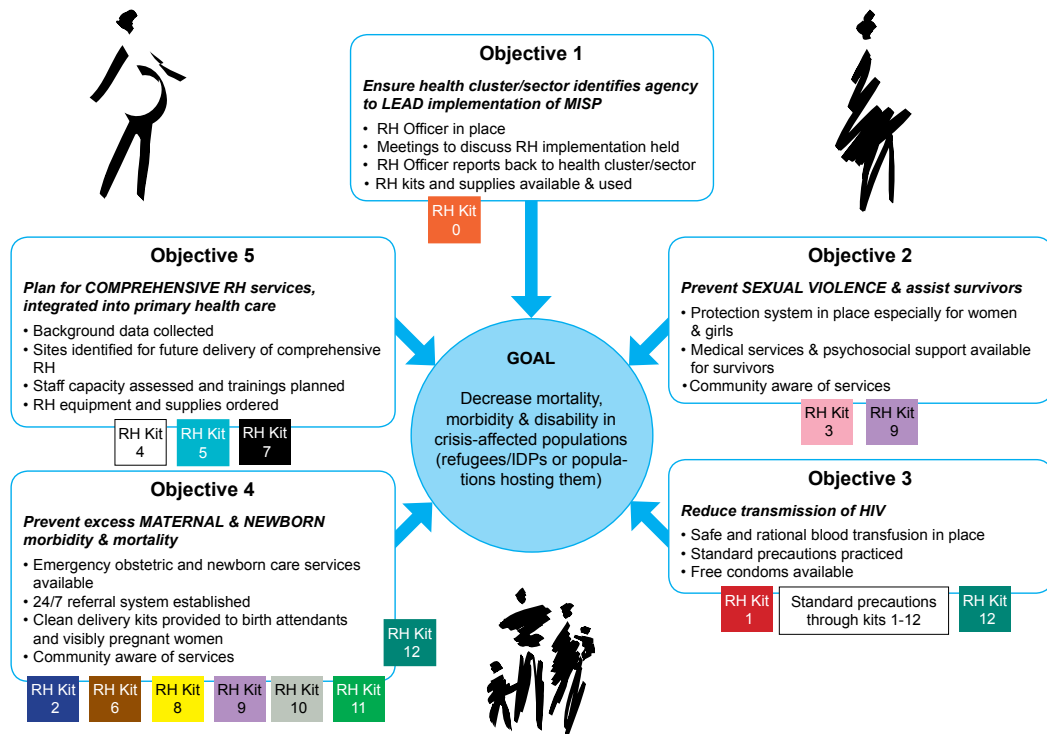 Objective 1
Ensure health cluster/sector identifies agency
to LEAD implementation of MISP
• RH Officer in place
• Meetings to discuss RH implementation held
• RH Officer reports back to health cluster/sector
• RH kits and supplies available & used
RH Kit
0
Objective 5
Plan for COMPREHENSIVE RH services,
integrated into primary health care
• Background data collected
• Sites identified for future delivery of comprehensive
RH
• Staff capacity assessed and trainings planned
• RH equipment and supplies ordered
RH Kit
4
RH Kit
5
RH Kit
7
Objective 2
Prevent SEXUAL VIOLENCE & assist survivors
• Protection system in place especially for women
& girls
• Medical services & psychosocial support available
for survivors
• Community aware of services
RH Kit
3
RH Kit
9
GOAL
Decrease mortality,
morbidity & disability in
crisis-affected populations
(refugees/IDPs or popula-
tions hosting them)
Objective 4
Prevent excess MATERNAL & NEWBORN
morbidity & mortality
• Emergency obstetric and newborn care services
available
• 24/7 referral system established
• Clean delivery kits provided to birth attendants
and visibly pregnant women
• Community aware of services
RH Kit
12
RH Kit
2
RH Kit
6
RH Kit
8
RH Kit
9
RH Kit
10
RH Kit
11
Objective 3
Reduce transmission of HIV
• Safe and rational blood transfusion in place
• Standard precautions practiced
• Free condoms available
RH Kit
1
Standard precautions
through kits 1-12
RH Kit
12